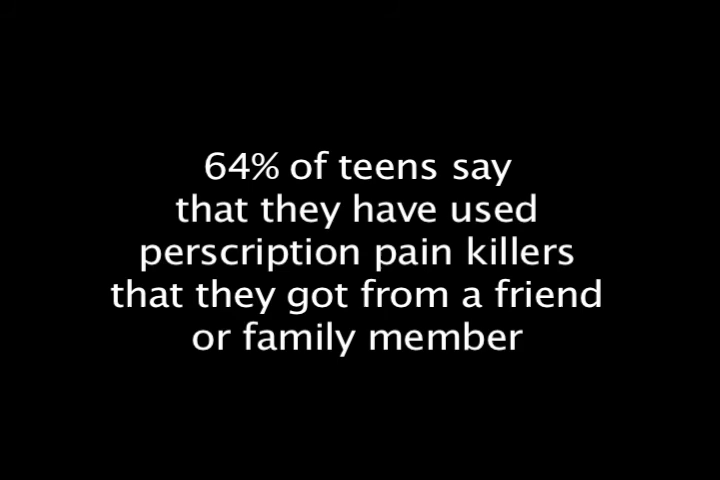 64% of teens say
that they have used
perscription pain killers
that they got from a friend
or family member